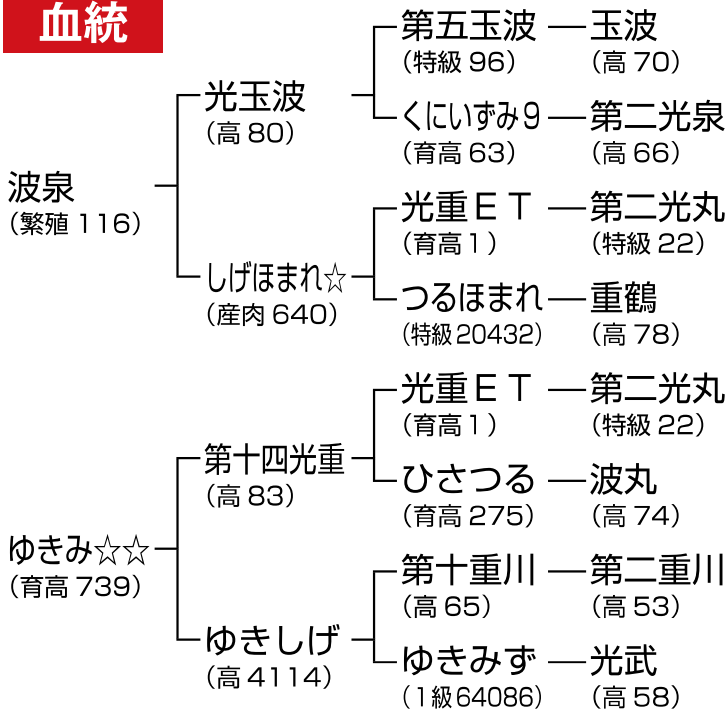 血統
波泉
（繁殖 116）
光玉波
（高 80）
第五玉波
（特級 96）
玉波
（高 70）
くにいずみ９
（育高 63）
第二光泉
（高 66）
しげほまれ☆
（産肉 640）
光重ＥＴ
（育高 1 ）
第二光丸
（特級 22）
つるほまれ
（特級 20432）
重鶴
（高 78）
ゆきみ☆☆
（育高 739）
第十四光重
（高 83）
光重ＥＴ
（育高 1 ）
第二光丸
（特級 22）
ひさつる
（育高 275）
波丸
（高 74）
ゆきしげ
（高 4114）
第十重川
（高 65）
第二重川
（高 53）
ゆきみず
（１級 64086）
光武
（高 58）